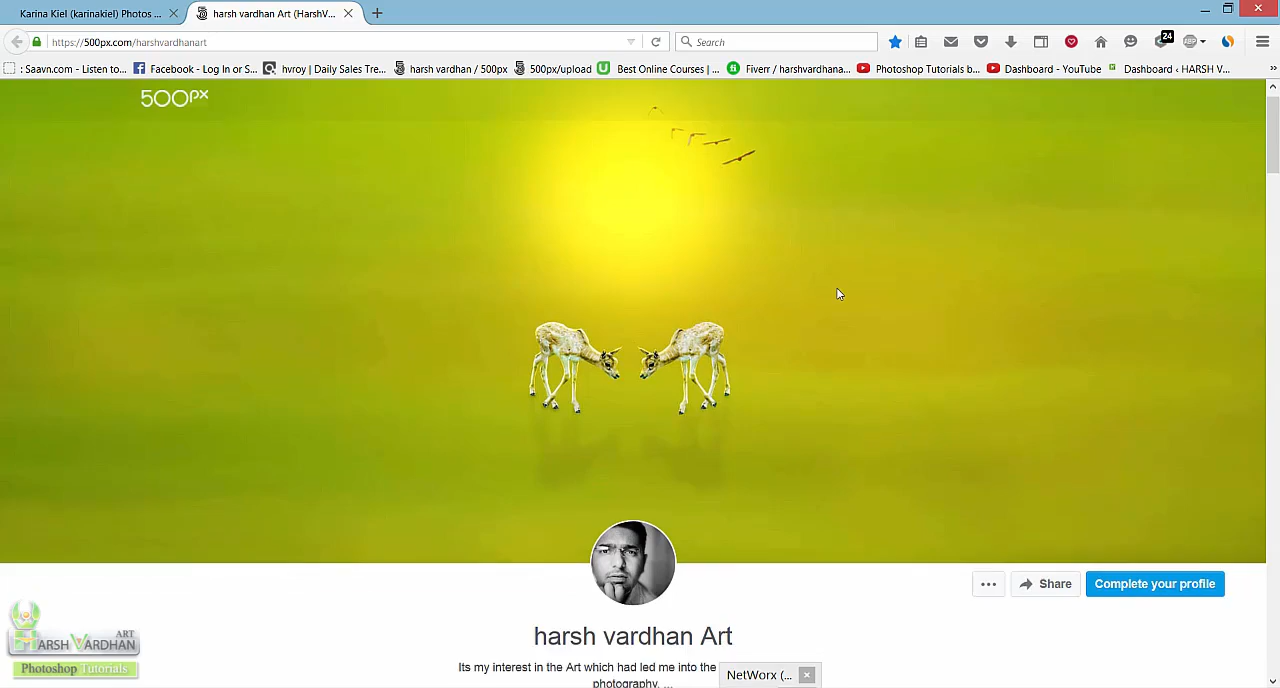 Karina Kiel (karinakiel) Photos ...
harsh vardhan Art (HarshV...
https://500px.com/harshvardhanart
Search
24
ABP
: Saavn.com - Listen to...
Facebook - Log In or S...
hvroy | Daily Sales Tre...
harsh vardhan / 500px
500px/upload
Best Online Courses | ...
Fiverr / harshvardhana...
Photoshop Tutorials b...
Dashboard - YouTube
Dashboard ‹ HARSH V...
500px
Share
Complete your profile
harsh vardhan Art
Its my interest in the Art which had led me into the
photography. ...
NetWorx (...
ART
HARSH VARDHAN
Photoshop Tutorials